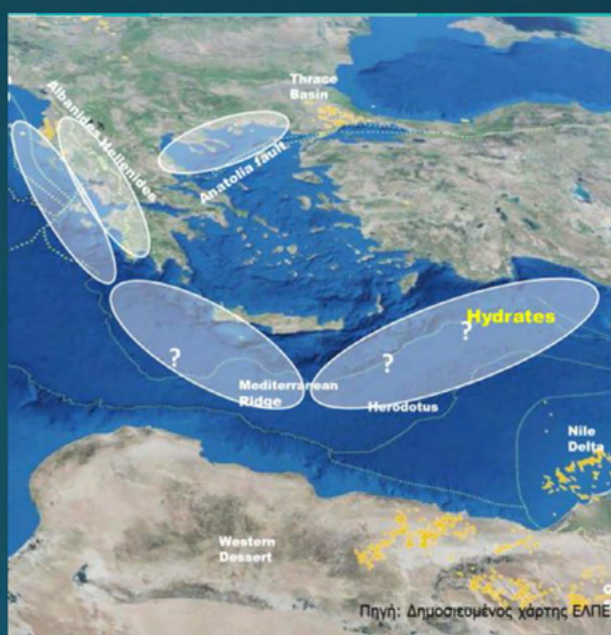 Thrace
Basin
Albanides Hellenides
Anatolia fault
Hydrates
?
?
?
Mediterranean
Ridge
Herodotus
Nile
Delta
Western
Dessert
Πηγή: Δημοσιευμένος χάρτης ΕΛΠΕ